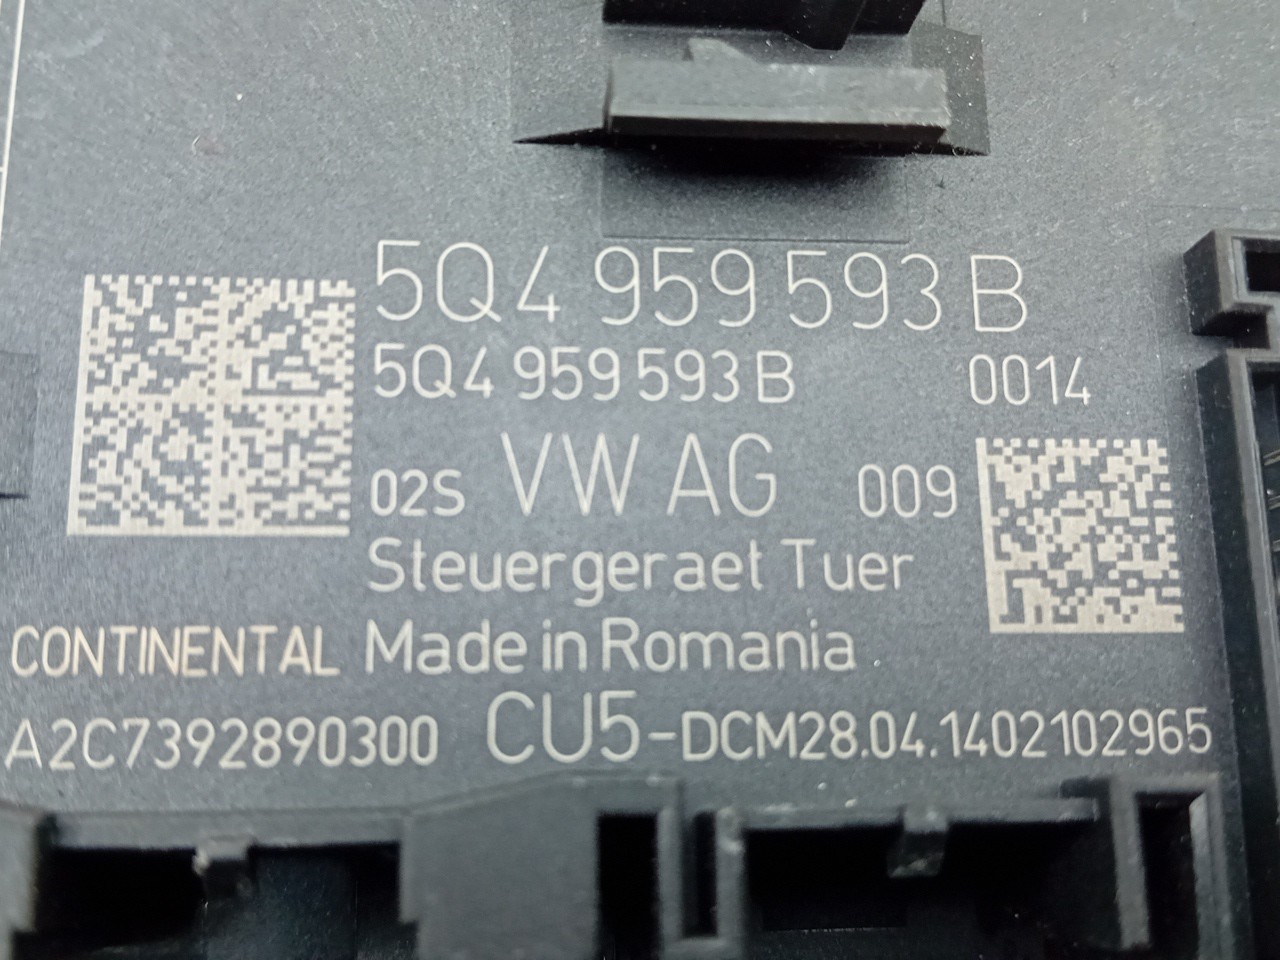 5Q4 959 593 B
5Q4 959 593 B 0014
02S VW AG 009
Steuergeraet Tuer
CONTINENTAL Made in Romania
A2C7392890300 CU5-DCM28.04.1402102965